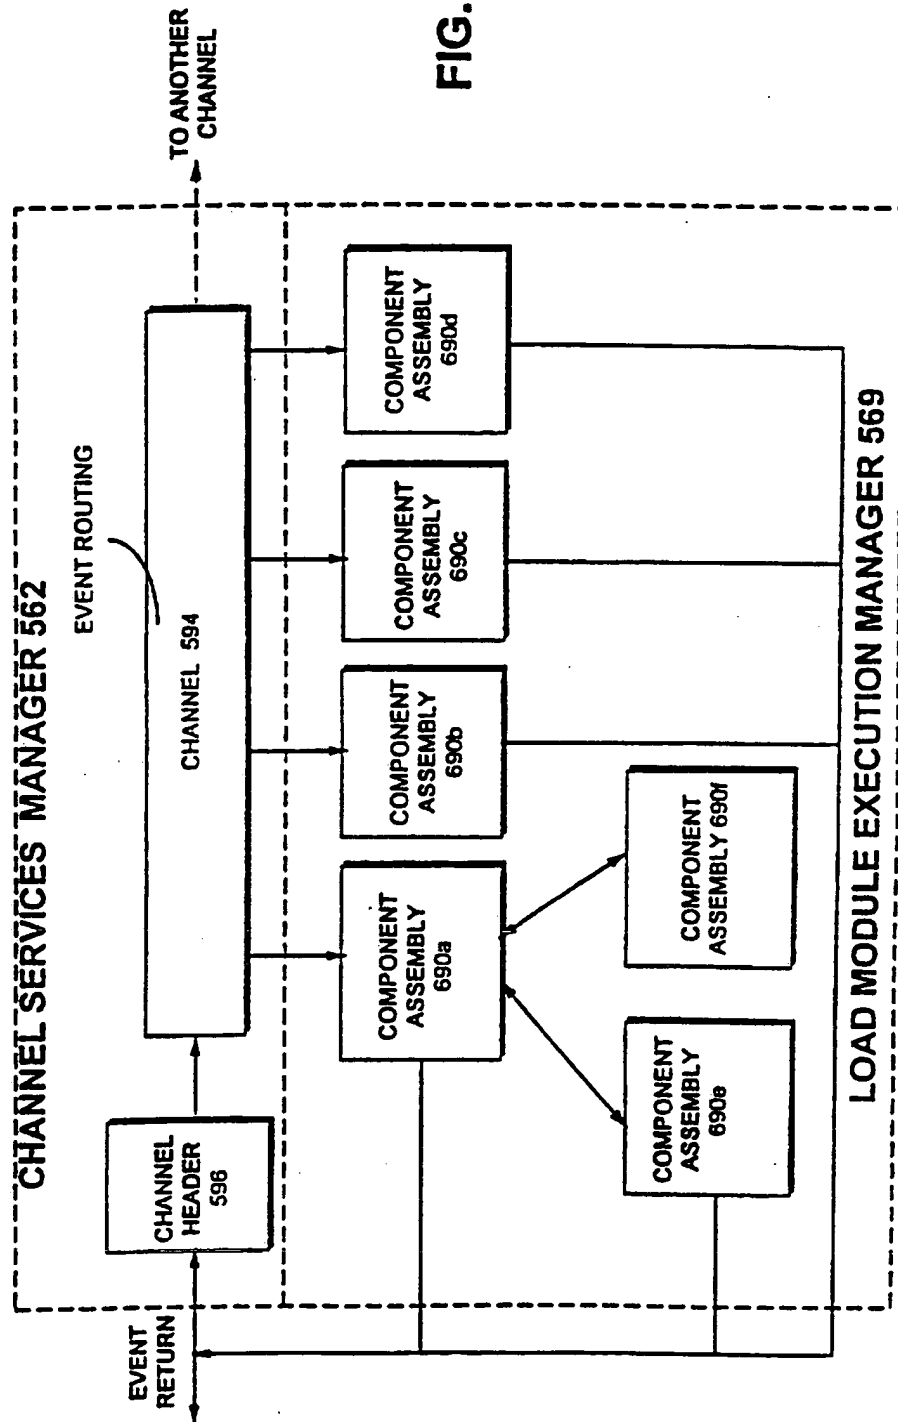 CHANNEL SERVICES MANAGER 562
EVENT ROUTING
TO ANOTHER
CHANNEL
EVENT
RETURN
CHANNEL
HEADER
596
CHANNEL 594
COMPONENT
ASSEMBLY
690a
COMPONENT
ASSEMBLY
690b
COMPONENT
ASSEMBLY
690c
COMPONENT
ASSEMBLY
690d
COMPONENT
ASSEMBLY
690e
COMPONENT
ASSEMBLY 690f
LOAD MODULE EXECUTION MANAGER 569
FIG.